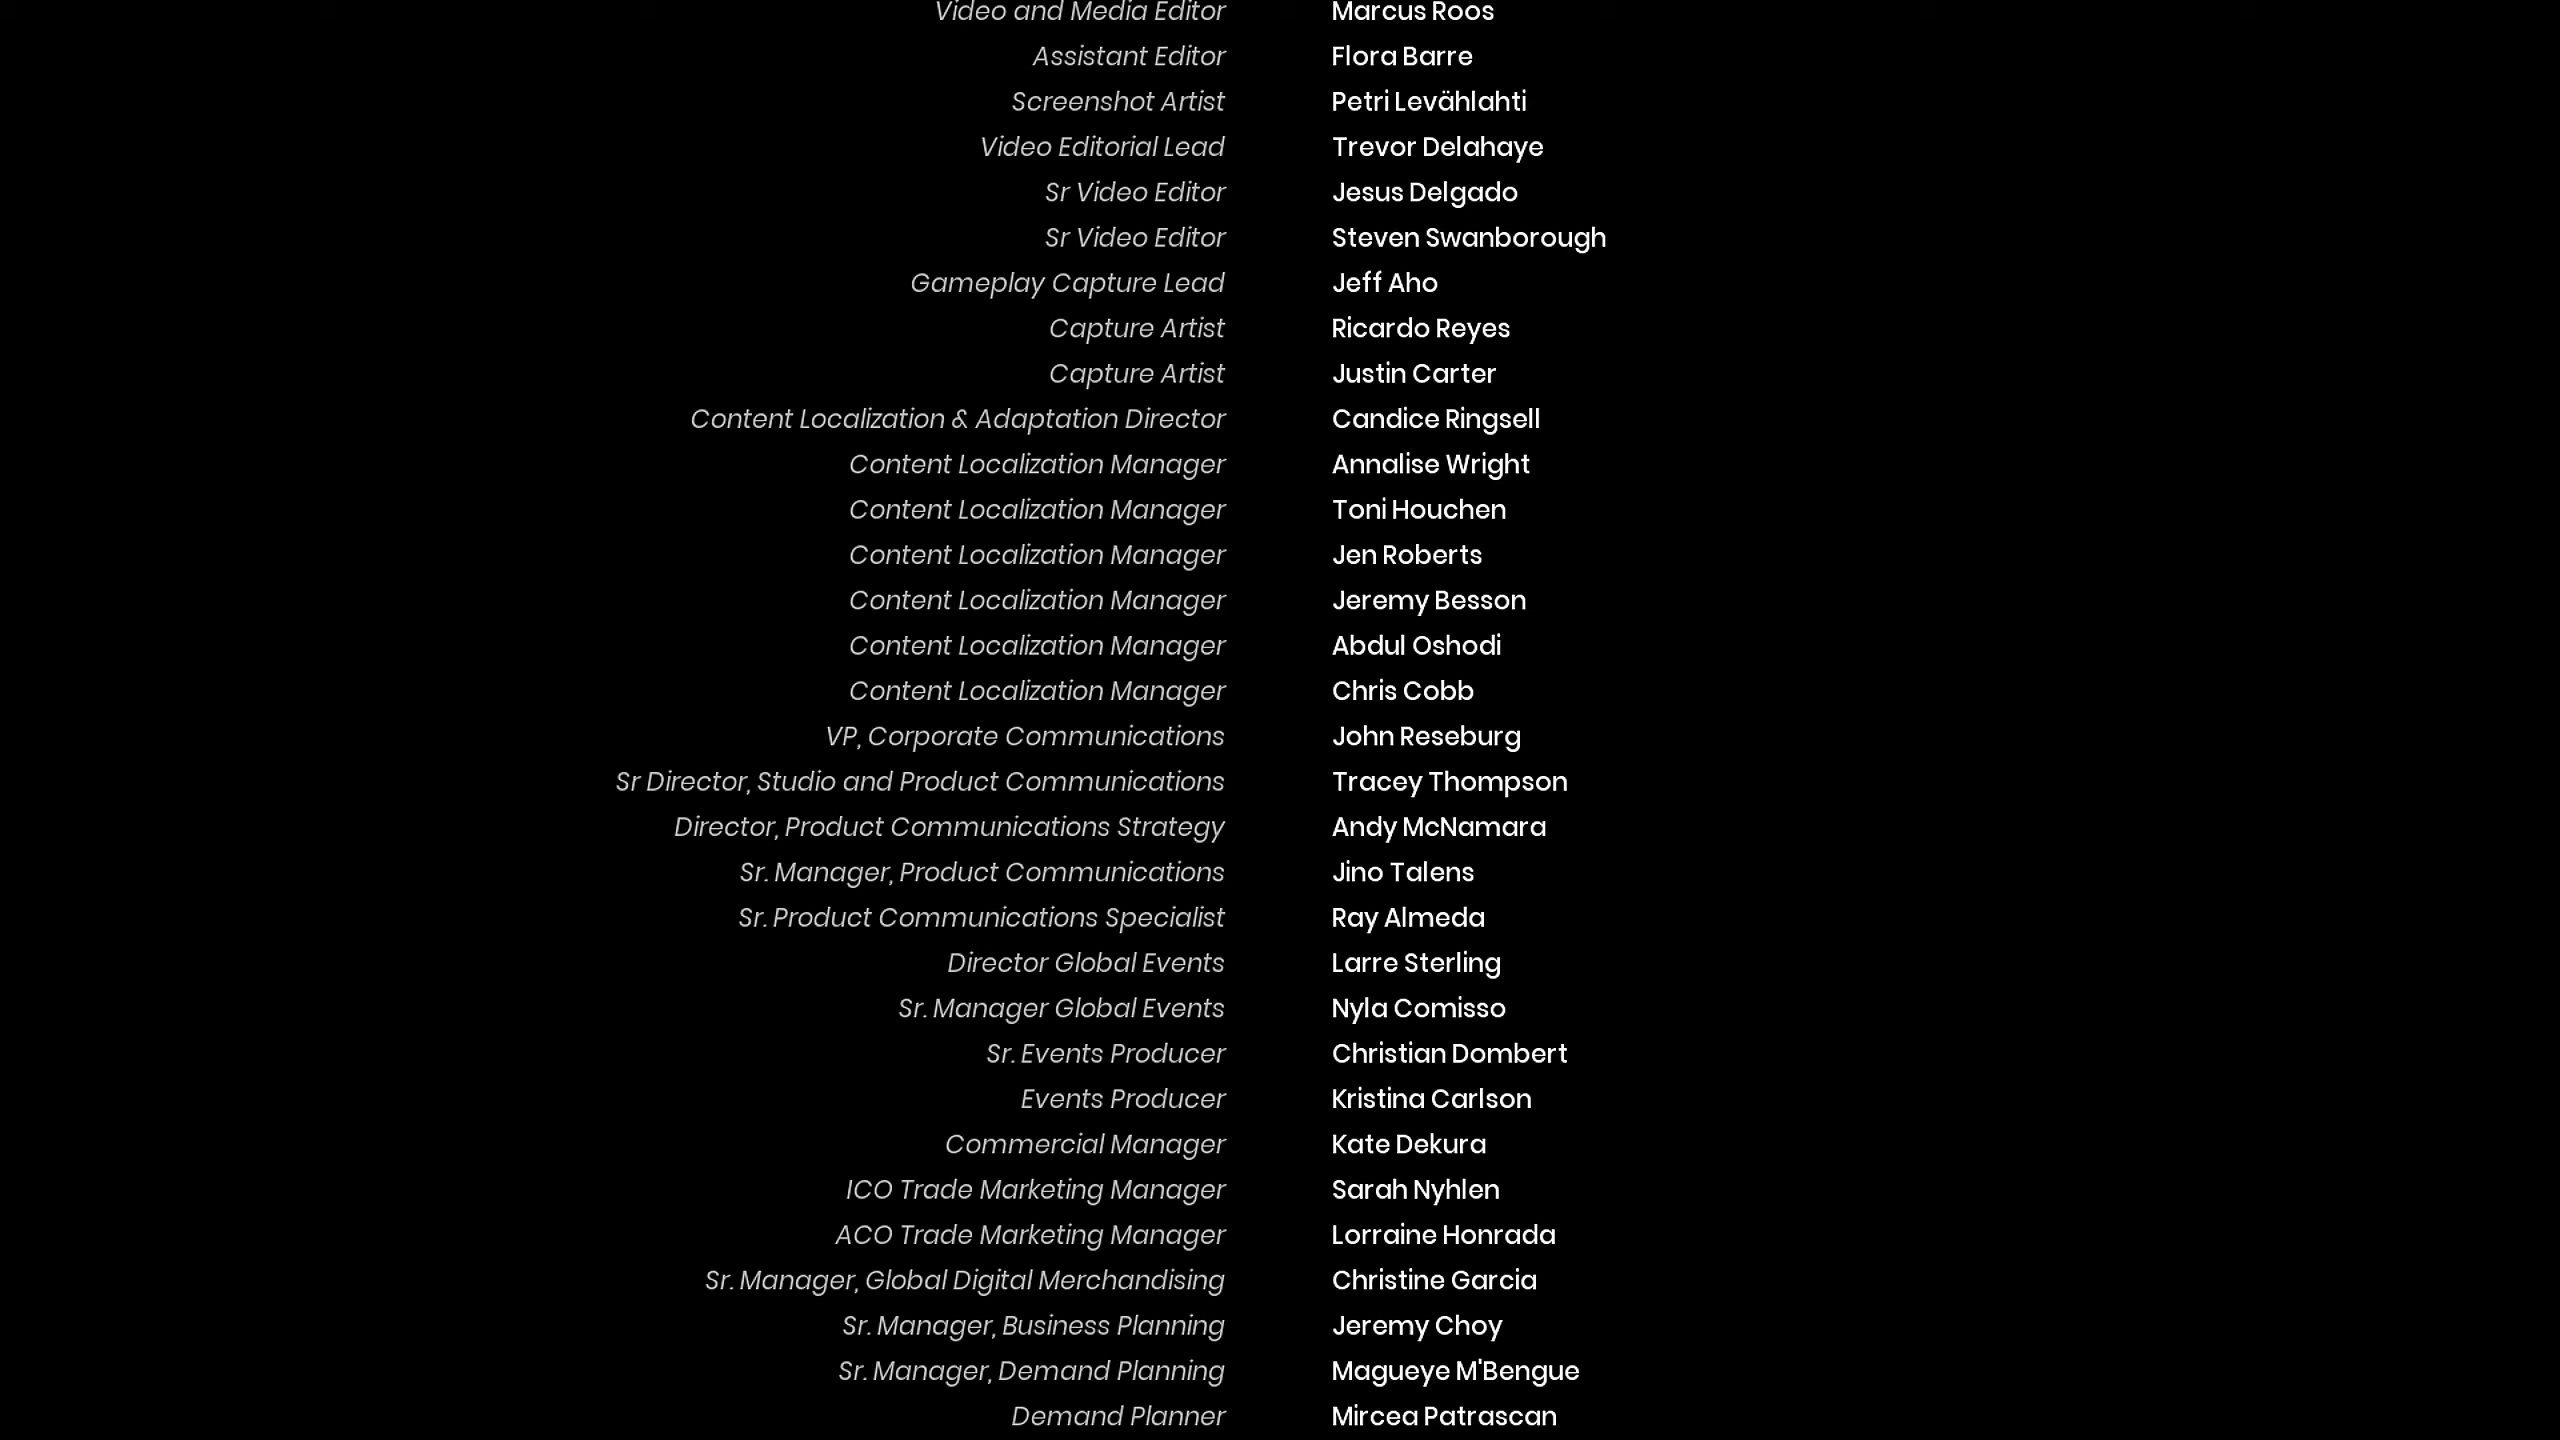 Video and Media Editor Marcus Roos
Assistant Editor Flora Barre
Screenshot Artist Petri Levählahti
Video Editorial Lead Trevor Delahaye
Sr Video Editor Jesus Delgado
Sr Video Editor Steven Swanborough
Gameplay Capture Lead Jeff Aho
Capture Artist Ricardo Reyes
Capture Artist Justin Carter
Content Localization & Adaptation Director Candice Ringsell
Content Localization Manager Annalise Wright
Content Localization Manager Toni Houchen
Content Localization Manager Jen Roberts
Content Localization Manager Jeremy Besson
Content Localization Manager Abdul Oshodi
Content Localization Manager Chris Cobb
VP, Corporate Communications John Reseburg
Sr Director, Studio and Product Communications Tracey Thompson
Director, Product Communications Strategy Andy McNamara
Sr. Manager, Product Communications Jino Talens
Sr. Product Communications Specialist Ray Almeda
Director Global Events Larre Sterling
Sr. Manager Global Events Nyla Comisso
Sr. Events Producer Christian Dombert
Events Producer Kristina Carlson
Commercial Manager Kate Dekura
ICO Trade Marketing Manager Sarah Nyhlen
ACO Trade Marketing Manager Lorraine Honrada
Sr. Manager, Global Digital Merchandising Christine Garcia
Sr. Manager, Business Planning Jeremy Choy
Sr. Manager, Demand Planning Magueye M'Bengue
Demand Planner Mircea Patrascan